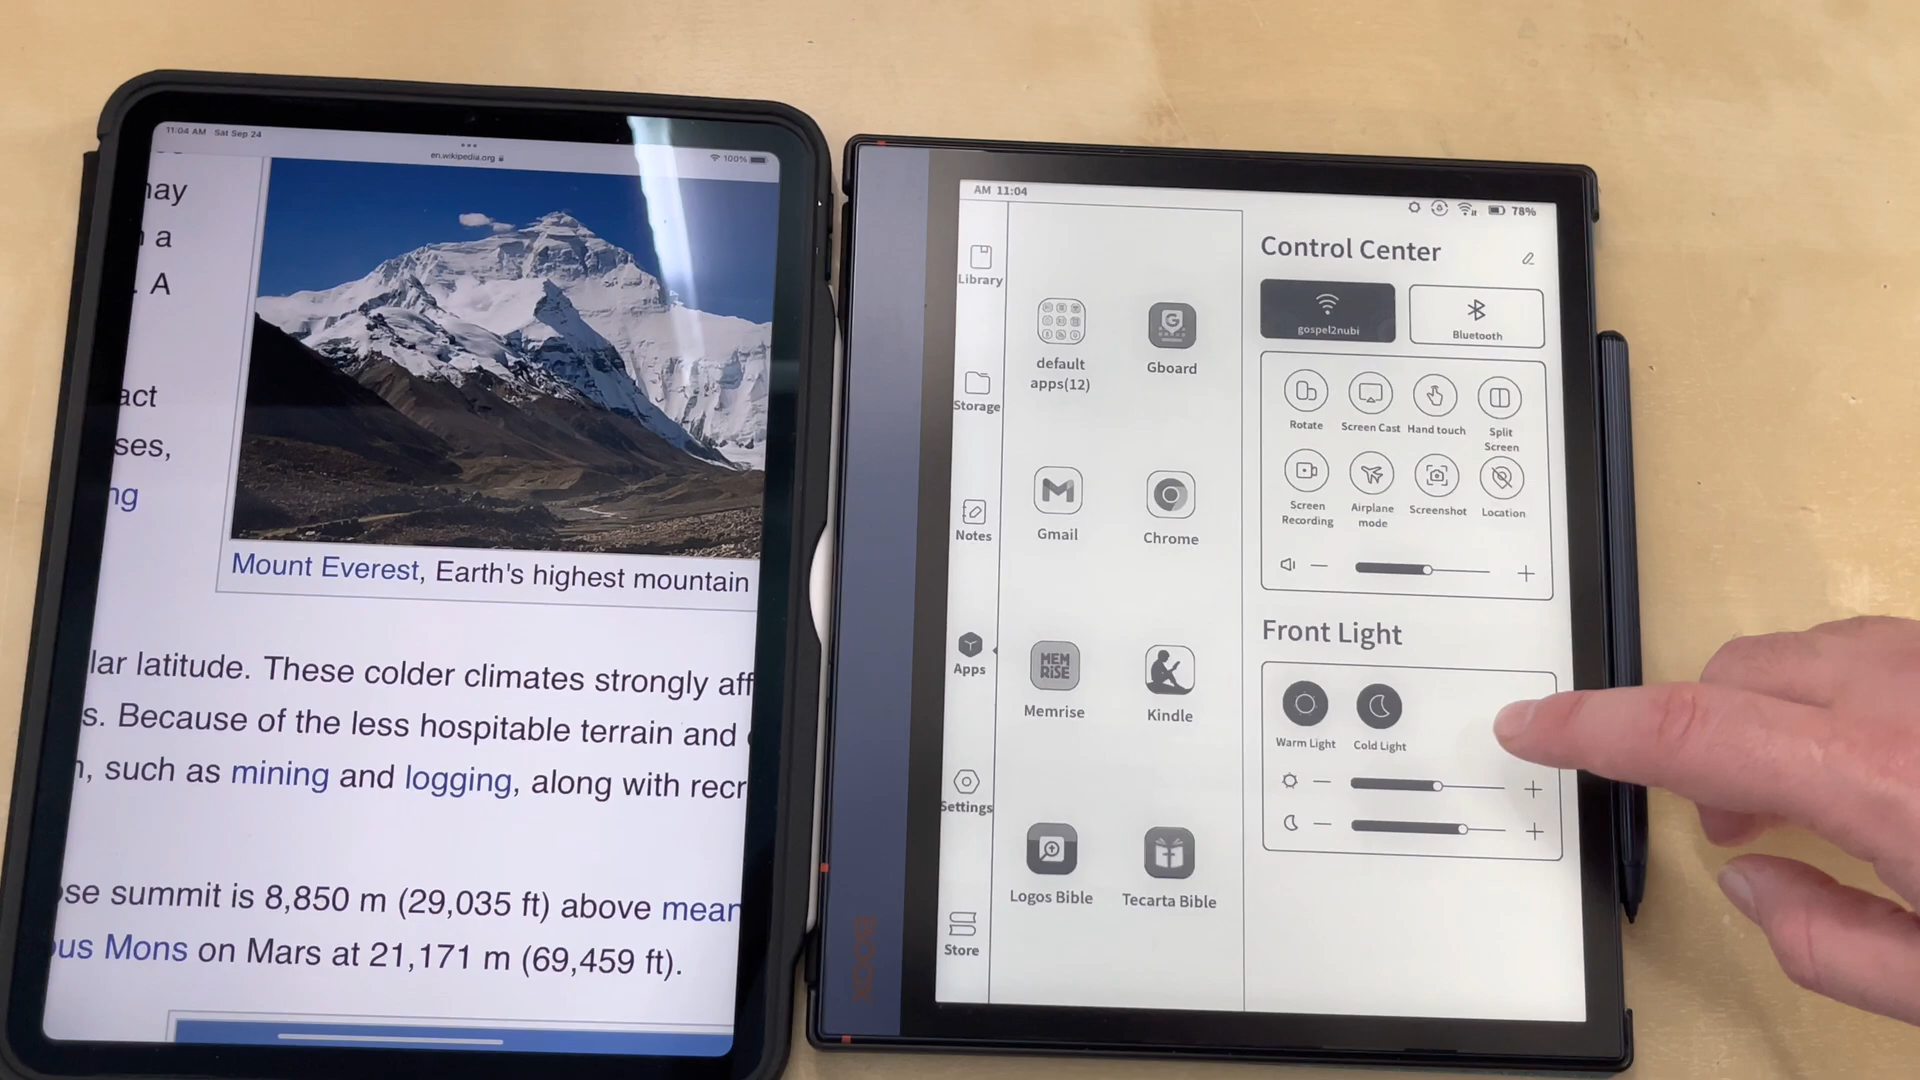 11:04 AM Sat Sep 24
en.wikipedia.org
100%
may
n a
. A
act
ses,
ng
Mount Everest, Earth's highest mountain
lar latitude. These colder climates strongly aff
s. Because of the less hospitable terrain and
n, such as mining and logging, along with recr
ose summit is 8,850 m (29,035 ft) above mean
pus Mons on Mars at 21,171 m (69,459 ft).
BOOX
AM 11:04
78%
Library
Storage
Notes
Apps
Settings
Store
default
apps(12)
Gboard
Gmail
Chrome
MEM
RiSE
Memrise
Kindle
Logos Bible
Tecarta Bible
Control Center
gospel2nubi
Bluetooth
Rotate
Screen Cast
Hand touch
Split
Screen
Screen
Recording
Airplane
mode
Screenshot
Location
Front Light
Warm Light
Cold Light